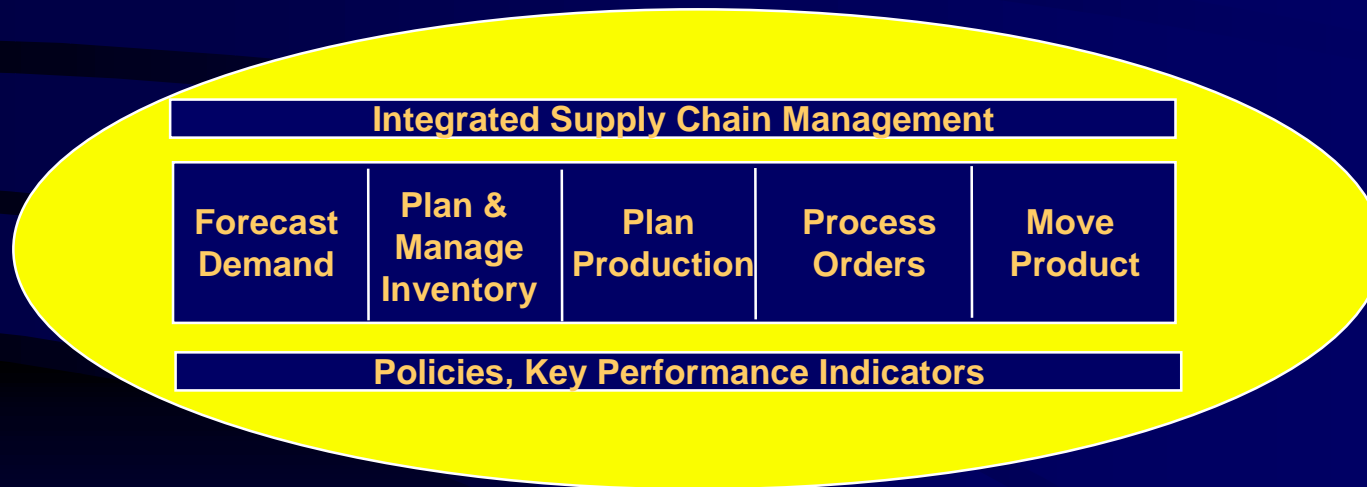 Integrated Supply Chain Management
Forecast
Demand
Plan &
Manage
Inventory
Plan
Production
Process
Orders
Move
Product
Policies, Key Performance Indicators